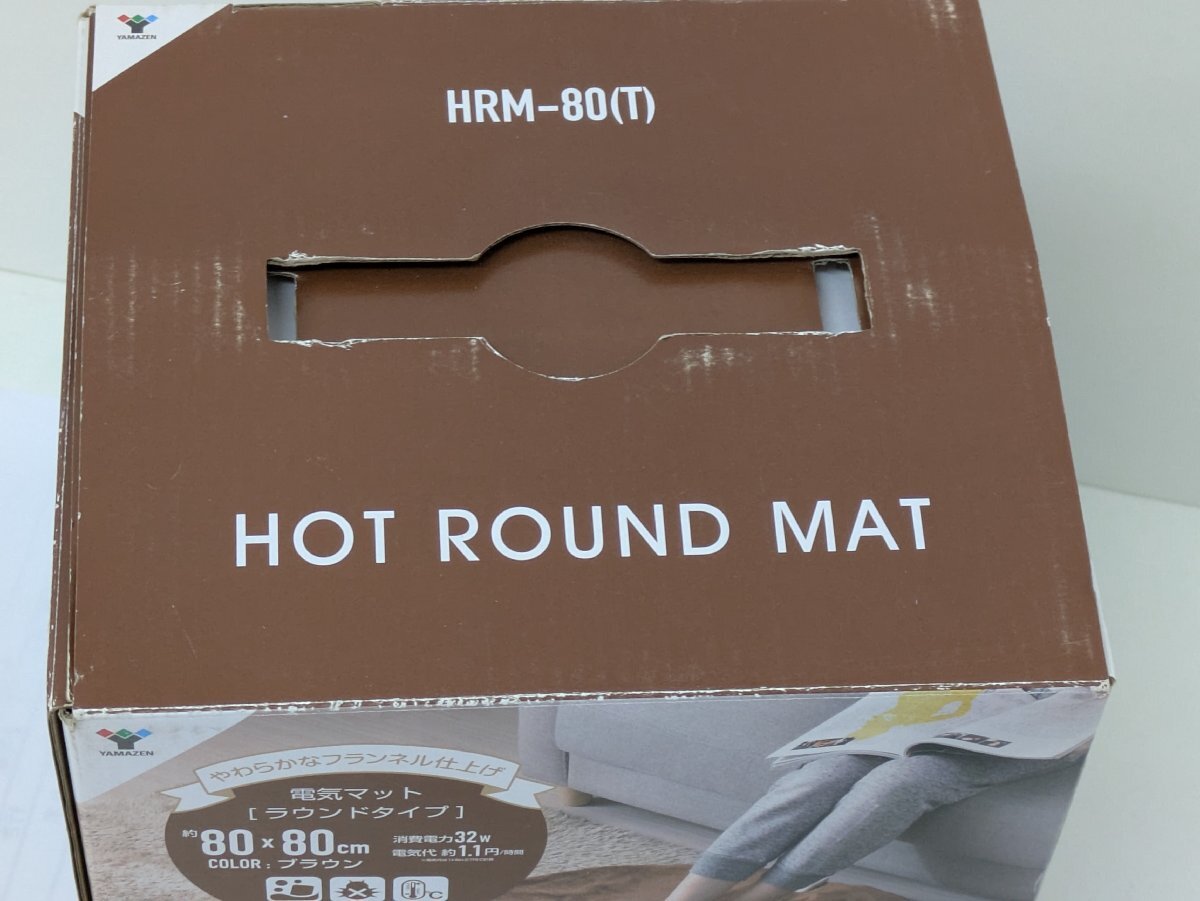 YAMAZEN
HRM-80(T)
HOT ROUND MAT
YAMAZEN
やわらかなフランネル仕上げ
電気マット
[ラウンドタイプ]
約80×80cm
消費電力32W
電気代 約1.1円/時間
COLOR:ブラウン
℃